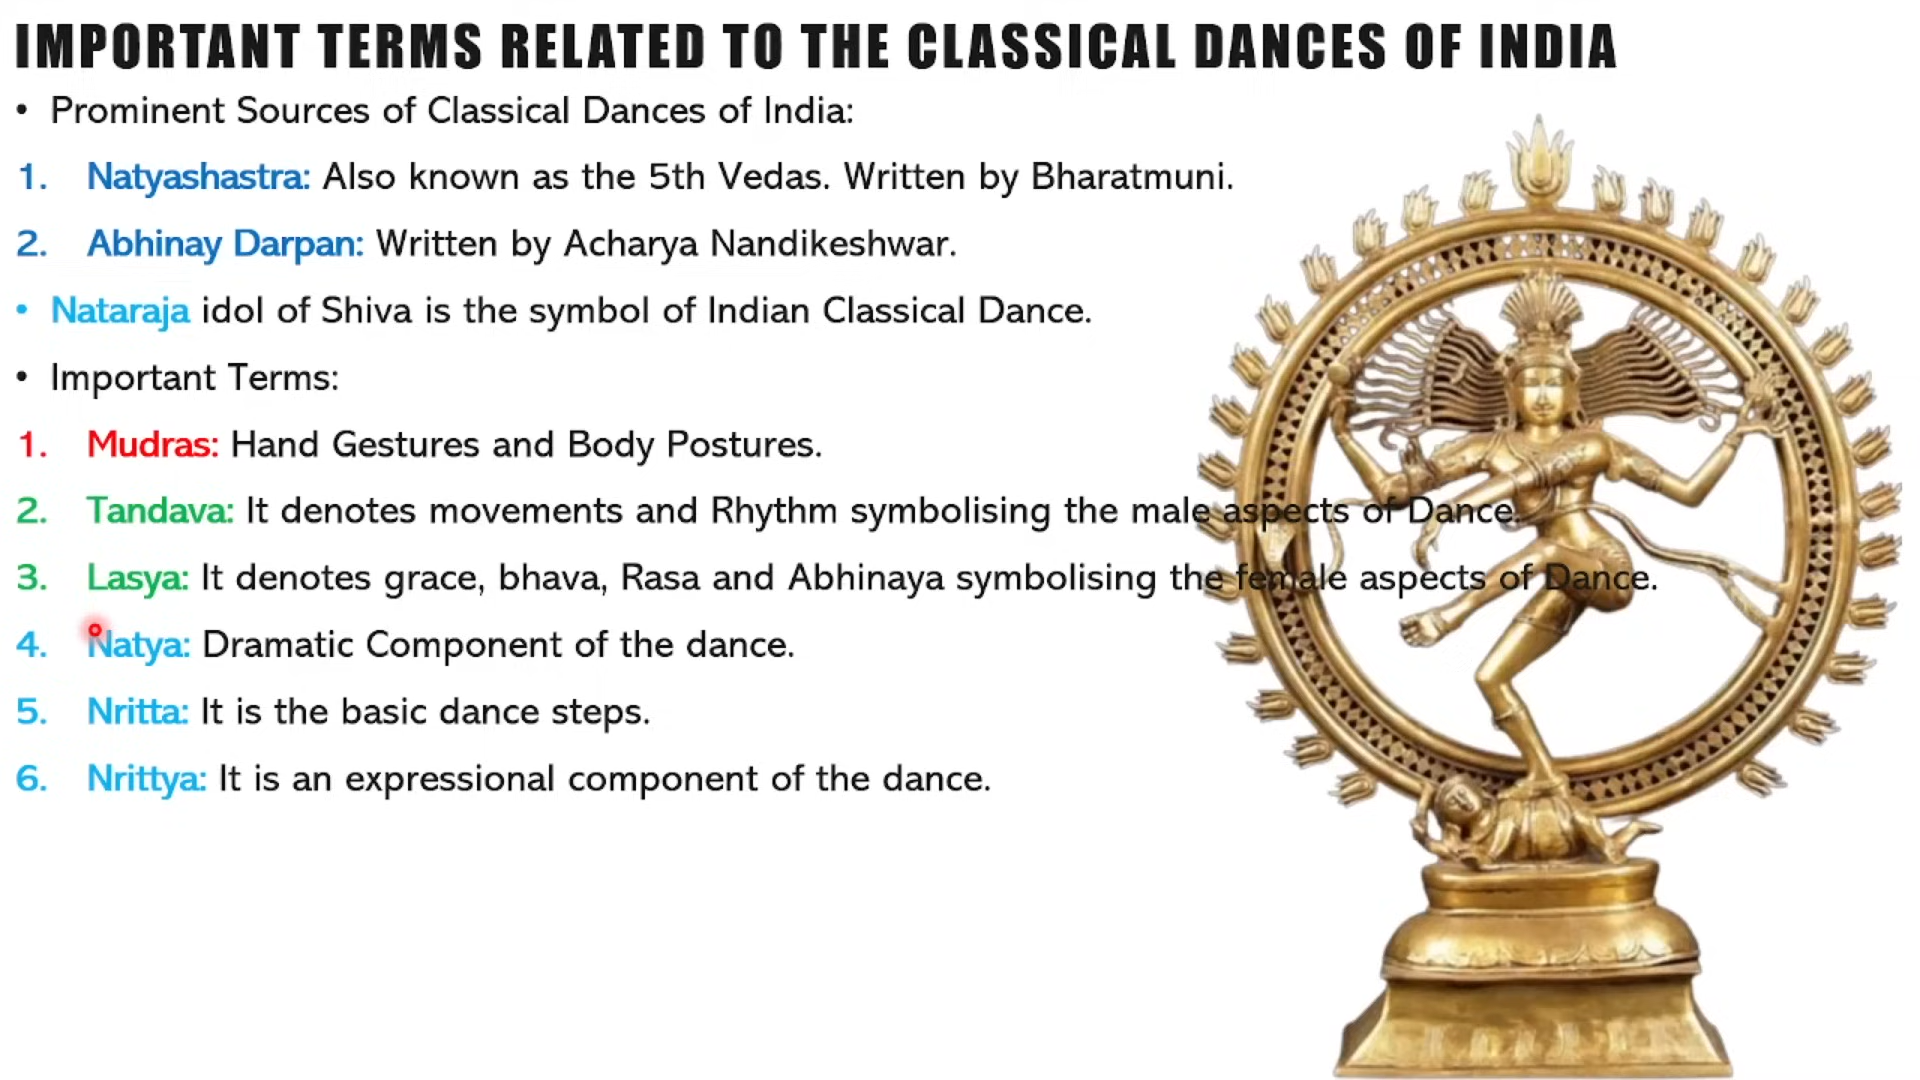 IMPORTANT TERMS RELATED TO THE CLASSICAL DANCES OF INDIA
• Prominent Sources of Classical Dances of India:
1. Natyashastra: Also known as the 5th Vedas. Written by Bharatmuni.
2. Abhinay Darpan: Written by Acharya Nandikeshwar.
• Nataraja idol of Shiva is the symbol of Indian Classical Dance.
• Important Terms:
1. Mudras: Hand Gestures and Body Postures.
2. Tandava: It denotes movements and Rhythm symbolising the male aspects of Dance.
3. Lasya: It denotes grace, bhava, Rasa and Abhinaya symbolising the female aspects of Dance.
4. Natya: Dramatic Component of the dance.
5. Nritta: It is the basic dance steps.
6. Nrittya: It is an expressional component of the dance.